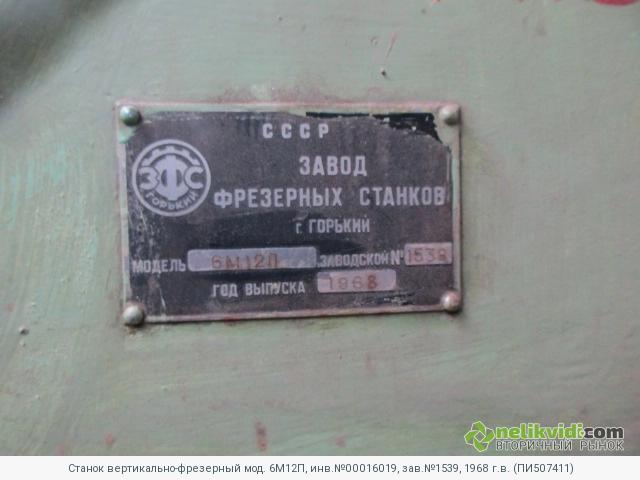 СССР
ЗФС
ГОРЬКИЙ
ЗАВОД
ФРЕЗЕРНЫХ СТАНКОВ
г. ГОРЬКИЙ
МОДЕЛЬ 6М12П ЗАВОДСКОЙ № 1539
ГОД ВЫПУСКА 1968
nelikvidi.com
ВТОРИЧНЫЙ РЫНОК
Станок вертикально-фрезерный мод. 6М12П, инв.№00016019, зав.№1539, 1968 г.в. (ПИ507411)